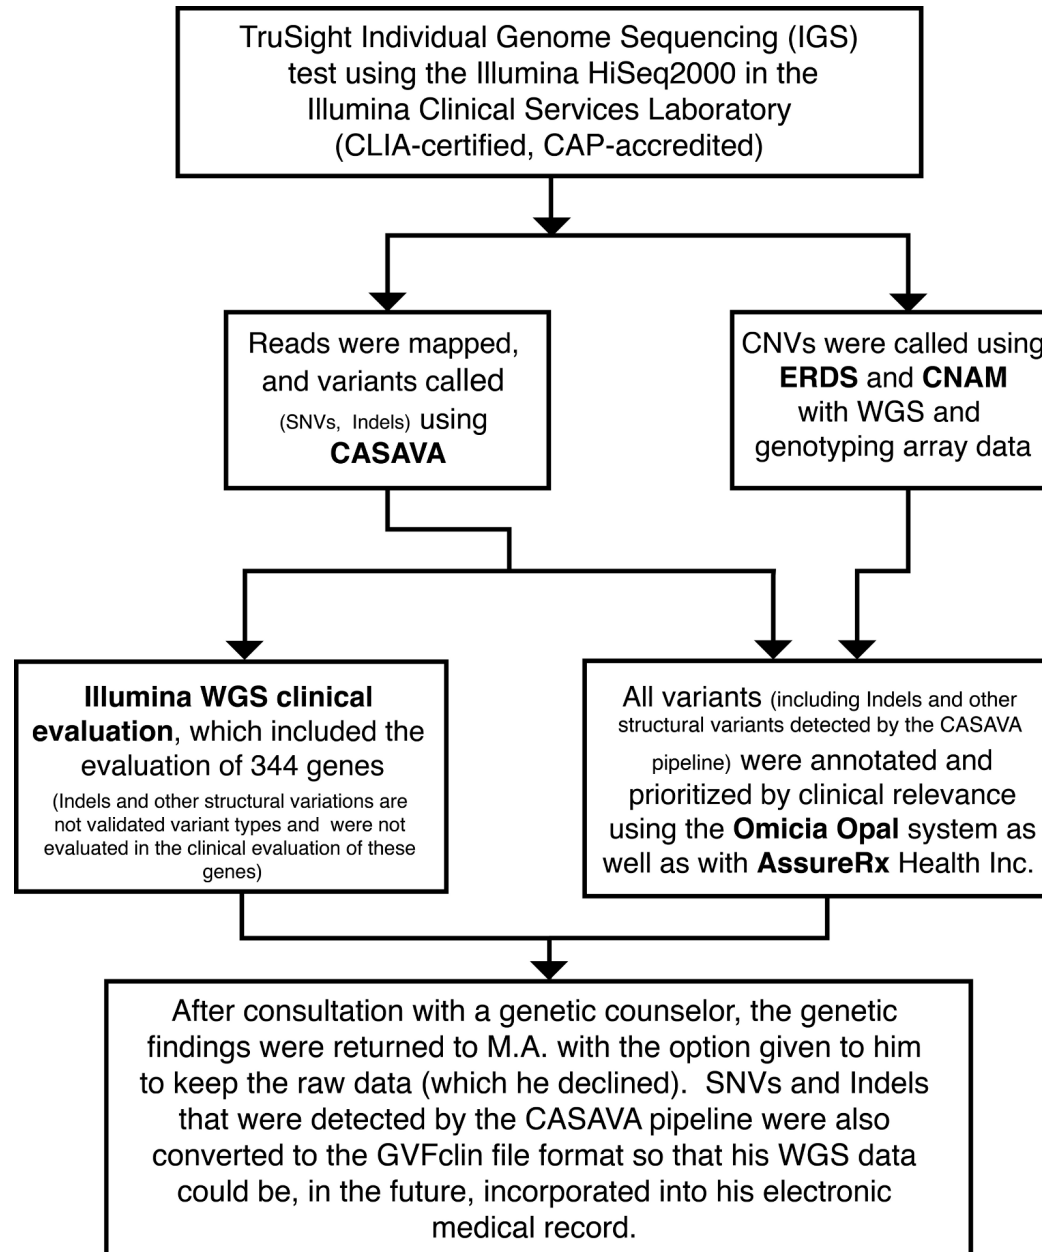 TruSight Individual Genome Sequencing (IGS)
test using the Illumina HiSeq2000 in the
Illumina Clinical Services Laboratory
(CLIA-certified, CAP-accredited)
Reads were mapped,
and variants called
(SNVs, Indels) using
CASAVA
CNVs were called using
ERDS and CNAM
with WGS and
genotyping array data
Illumina WGS clinical
evaluation, which included the
evaluation of 344 genes
(Indels and other structural variations are
not validated variant types and were not
evaluated in the clinical evaluation of these
genes)
All variants (including Indels and other
structural variants detected by the CASAVA
pipeline) were annotated and
prioritized by clinical relevance
using the Omicia Opal system as
well as with AssureRx Health Inc.
After consultation with a genetic counselor, the genetic
findings were returned to M.A. with the option given to him
to keep the raw data (which he declined). SNVs and Indels
that were detected by the CASAVA pipeline were also
converted to the GVFclin file format so that his WGS data
could be, in the future, incorporated into his electronic
medical record.